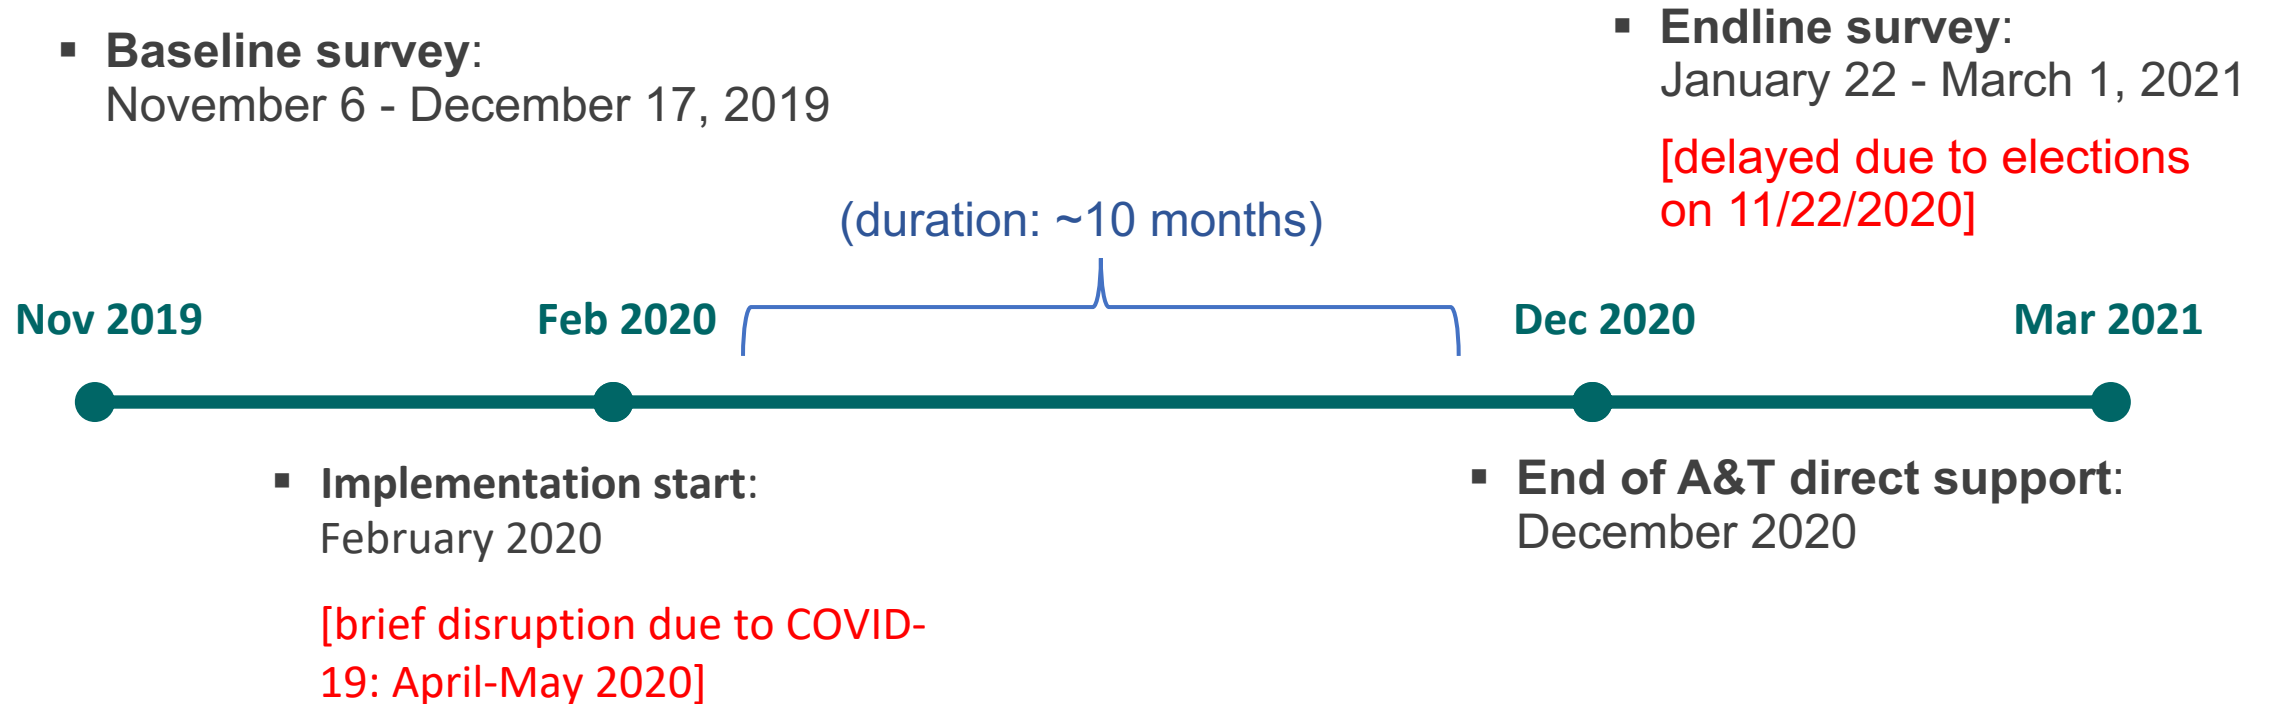 ▪ Baseline survey:
November 6 - December 17, 2019
▪ Endline survey:
January 22 - March 1, 2021
[delayed due to elections
on 11/22/2020]
(duration: ~10 months)
Nov 2019
Feb 2020
Dec 2020
Mar 2021
▪ Implementation start:
February 2020
[brief disruption due to COVID-
19: April-May 2020]
▪ End of A&T direct support:
December 2020